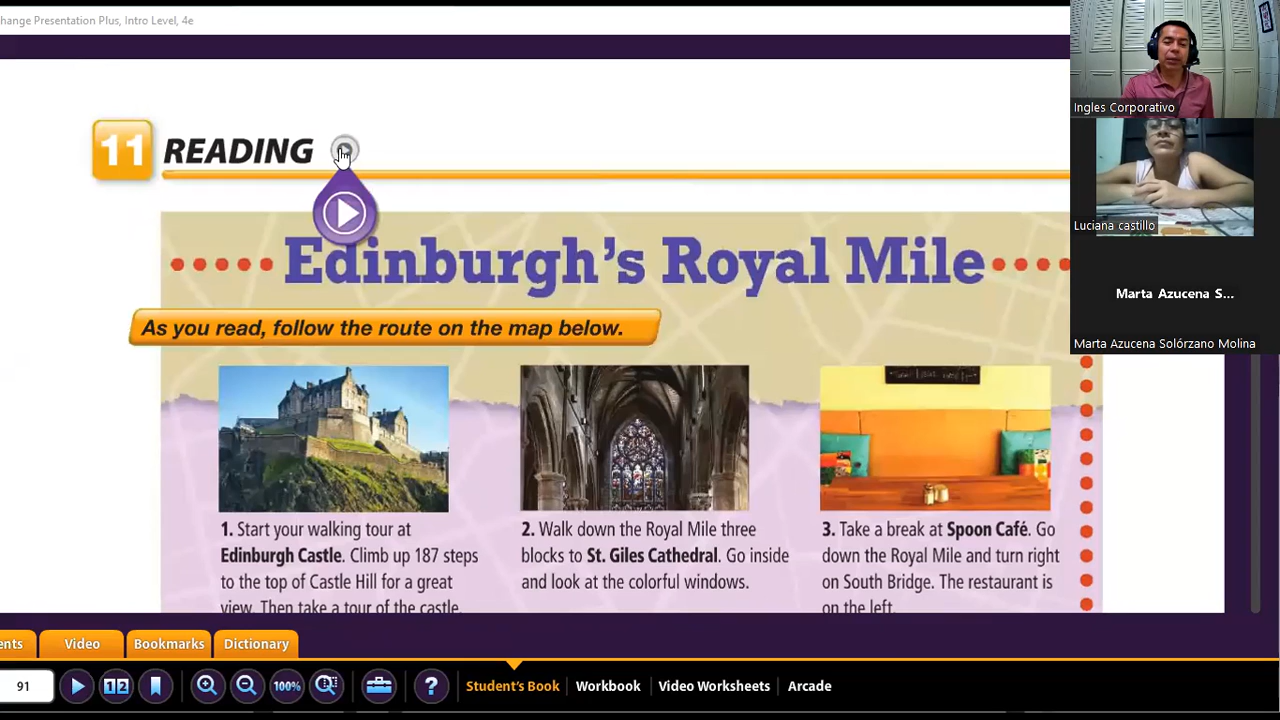 hange Presentation Plus, Intro Level, 4e
11 READING
Edinburgh's Royal Mile
As you read, follow the route on the map below.
1. Start your walking tour at
Edinburgh Castle. Climb up 187 steps
to the top of Castle Hill for a great
view. Then take a tour of the castle.
2. Walk down the Royal Mile three
blocks to St. Giles Cathedral. Go inside
and look at the colorful windows.
3. Take a break at Spoon Café. Go
down the Royal Mile and turn right
on South Bridge. The restaurant is
on the left.
Ingles Corporativo
Luciana castillo
Marta Azucena S...
Marta Azucena Solórzano Molina
ents
Video
Bookmarks
Dictionary
91
12
100%
?
Student's Book
Workbook
Video Worksheets
Arcade